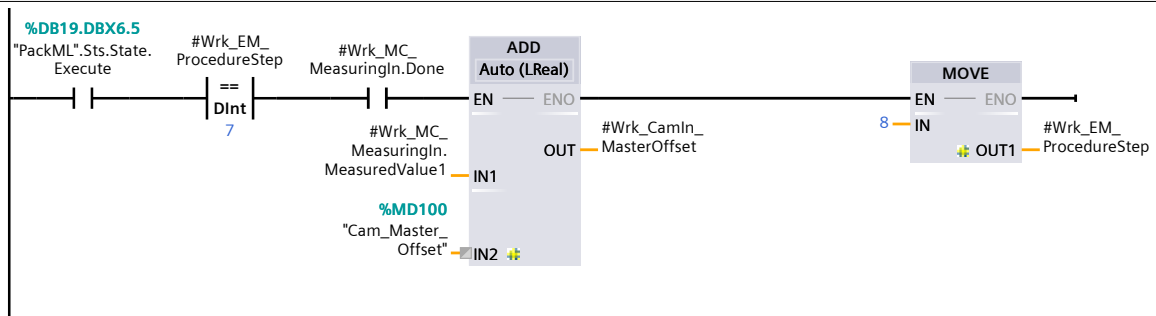 %DB19.DBX6.5
"PackML".Sts.State.
Execute
#Wrk_EM_
ProcedureStep
==
DInt
7
#Wrk_MC_
MeasuringIn.Done
ADD
Auto (LReal)
EN
ENO
#Wrk_MC_
MeasuringIn.
MeasuredValue1
IN1
%MD100
"Cam_Master_
Offset"
IN2
OUT
#Wrk_CamIn_
MasterOffset
MOVE
EN
ENO
8
IN
OUT1
#Wrk_EM_
ProcedureStep